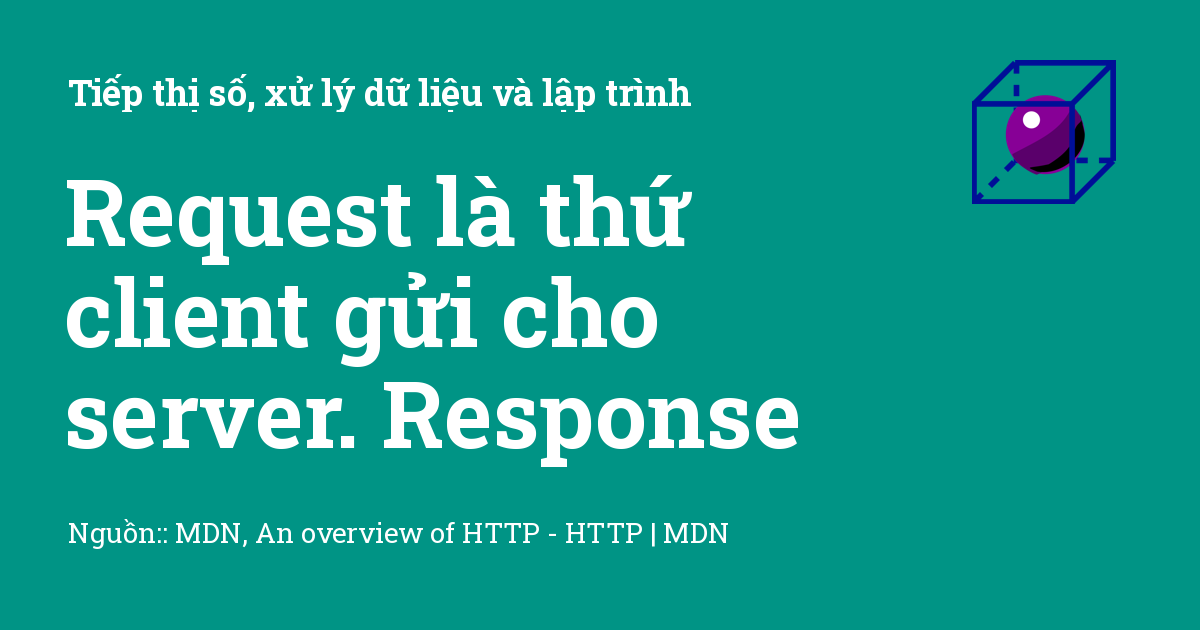 Tiếp thị số, xử lý dữ liệu và lập trình
Request là thứ
client gửi cho
server. Response
Nguồn:: MDN, An overview of HTTP - HTTP | MDN